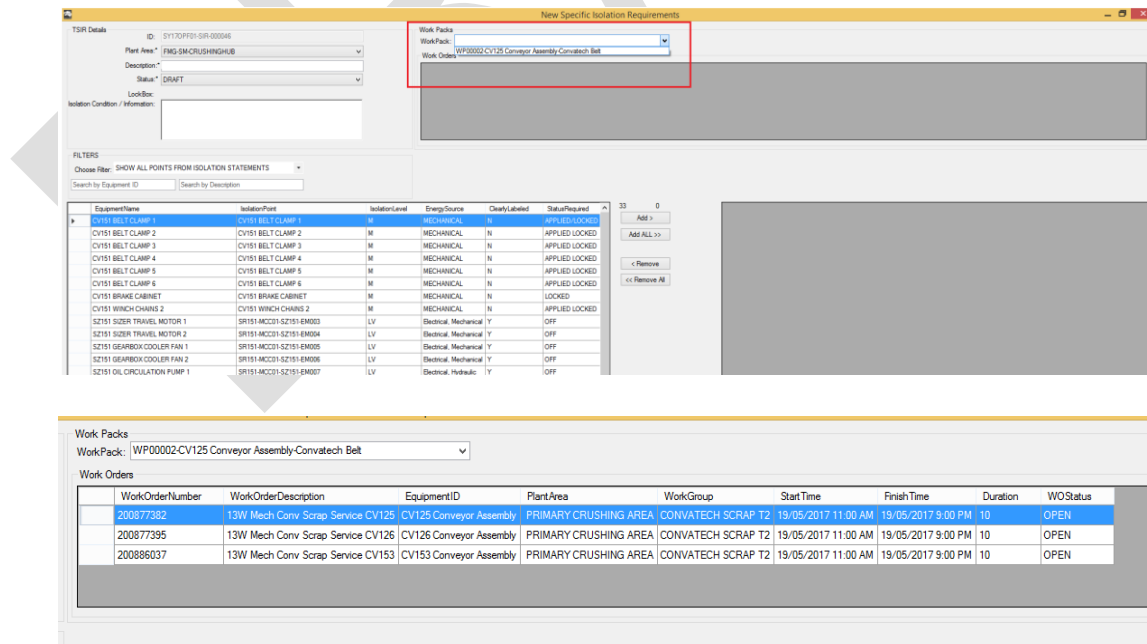 New Specific Isolation Requirements
TSIR Details
ID: SY17OPF01-SIR-000046
Plant Area:* FMG-SM-CRUSHINGHUB
Description:*
Status:* DRAFT
LockBox:
Isolation Condition / Information:
Work Packs
WorkPack:
WP00002-CV125 Conveyor Assembly-Convatech Belt
Work Orders
FILTERS
Choose Filter: SHOW ALL POINTS FROM ISOLATION STATEMENTS
Search by Equipment ID Search by Description
EquipmentName IsolationPoint IsolationLevel EnergySource ClearlyLabeled StatusRequired
CV151 BELT CLAMP 1 CV151 BELT CLAMP 1 M MECHANICAL N APPLIED/LOCKED
CV151 BELT CLAMP 2 CV151 BELT CLAMP 2 M MECHANICAL N APPLIED LOCKED
CV151 BELT CLAMP 3 CV151 BELT CLAMP 3 M MECHANICAL N APPLIED LOCKED
CV151 BELT CLAMP 4 CV151 BELT CLAMP 4 M MECHANICAL N APPLIED LOCKED
CV151 BELT CLAMP 5 CV151 BELT CLAMP 5 M MECHANICAL N APPLIED LOCKED
CV151 BELT CLAMP 6 CV151 BELT CLAMP 6 M MECHANICAL N APPLIED LOCKED
CV151 BRAKE CABINET CV151 BRAKE CABINET M MECHANICAL N LOCKED
CV151 WINCH CHAINS 2 CV151 WINCH CHAINS 2 M MECHANICAL N APPLIED LOCKED
SZ151 SIZER TRAVEL MOTOR 1 SR151-MCC01-SZ151-EM003 LV Electrical, Mechanical Y OFF
SZ151 SIZER TRAVEL MOTOR 2 SR151-MCC01-SZ151-EM004 LV Electrical, Mechanical Y OFF
SZ151 GEARBOX COOLER FAN 1 SR151-MCC01-SZ151-EM005 LV Electrical, Mechanical Y OFF
SZ151 GEARBOX COOLER FAN 2 SR151-MCC01-SZ151-EM006 LV Electrical, Mechanical Y OFF
SZ151 OIL CIRCULATION PUMP 1 SR151-MCC01-SZ151-EM007 LV Electrical, Hydraulic Y OFF
33 0
Add >
Add ALL >>
< Remove
<< Remove All
Work Packs
WorkPack: WP00002-CV125 Conveyor Assembly-Convatech Belt
Work Orders
WorkOrderNumber WorkOrderDescription EquipmentID PlantArea WorkGroup StartTime FinishTime Duration WOStatus
200877382 13W Mech Conv Scrap Service CV125 CV125 Conveyor Assembly PRIMARY CRUSHING AREA CONVATECH SCRAP T2 19/05/2017 11:00 AM 19/05/2017 9:00 PM 10 OPEN
200877395 13W Mech Conv Scrap Service CV126 CV126 Conveyor Assembly PRIMARY CRUSHING AREA CONVATECH SCRAP T2 19/05/2017 11:00 AM 19/05/2017 9:00 PM 10 OPEN
200886037 13W Mech Conv Scrap Service CV153 CV153 Conveyor Assembly PRIMARY CRUSHING AREA CONVATECH SCRAP T2 19/05/2017 11:00 AM 19/05/2017 9:00 PM 10 OPEN